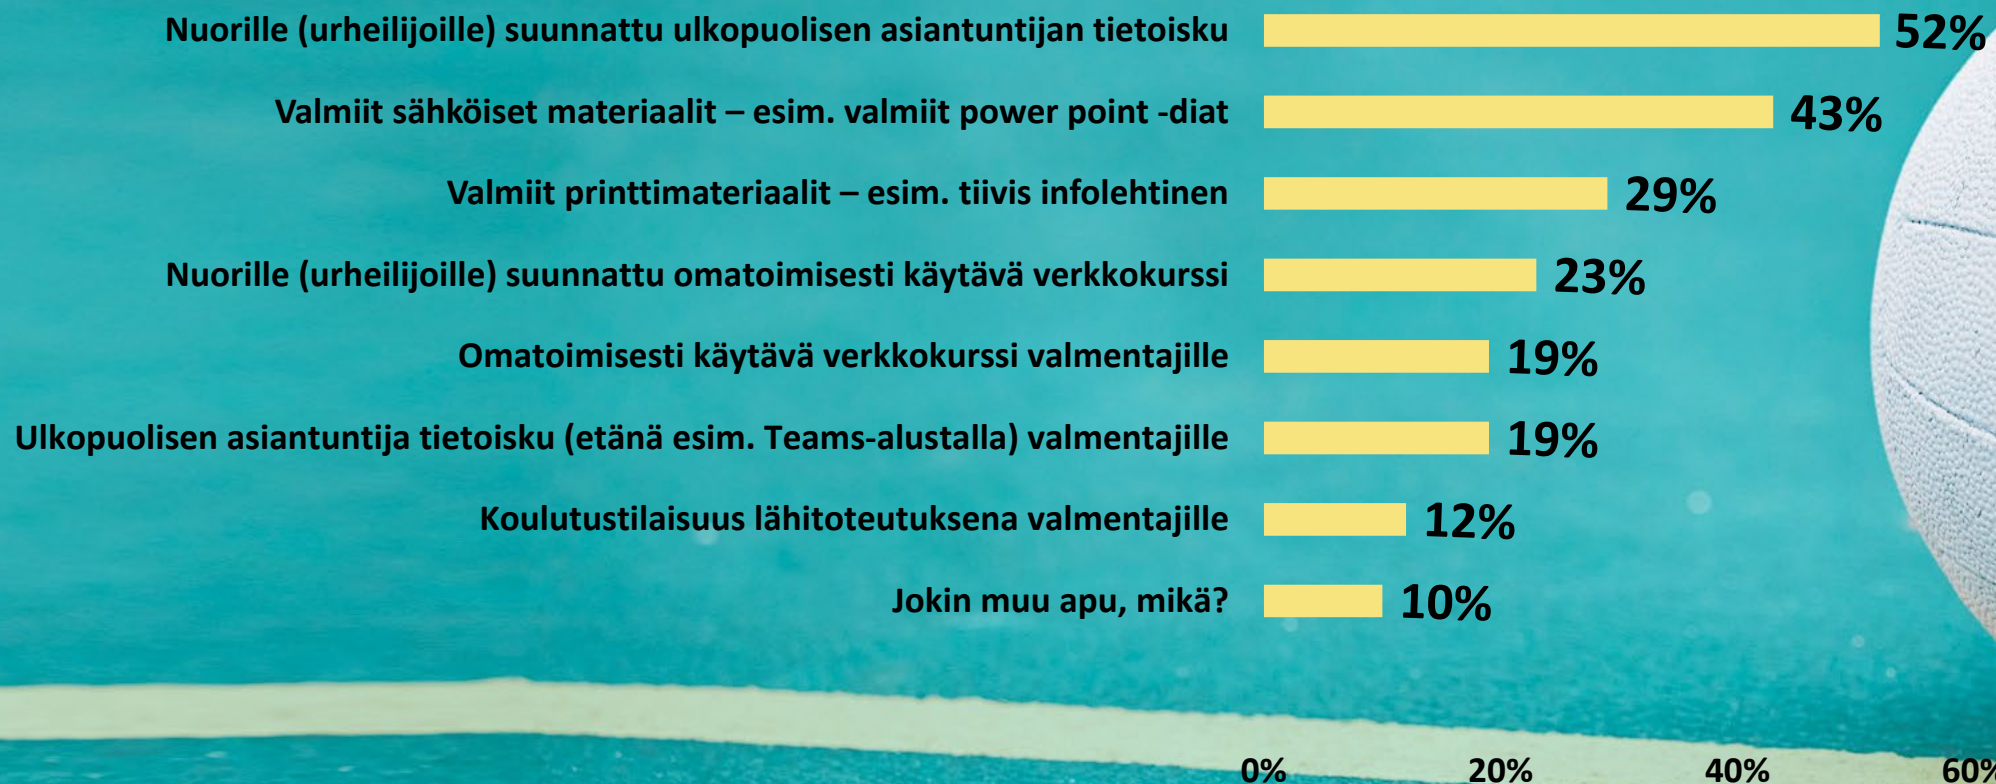 Nuorille (urheilijoille) suunnattu ulkopuolisen asiantuntijan tietoisku 52%
Valmiit sähköiset materiaalit – esim. valmiit power point -diat 43%
Valmiit printtimateriaalit – esim. tiivis infolehtinen 29%
Nuorille (urheilijoille) suunnattu omatoimisesti käytävä verkkokurssi 23%
Omatoimisesti käytävä verkkokurssi valmentajille 19%
Ulkopuolisen asiantuntija tietoisku (etänä esim. Teams-alustalla) valmentajille 19%
Koulutustilaisuus lähitoteutuksena valmentajille 12%
Jokin muu apu, mikä? 10%
0% 20% 40% 60%